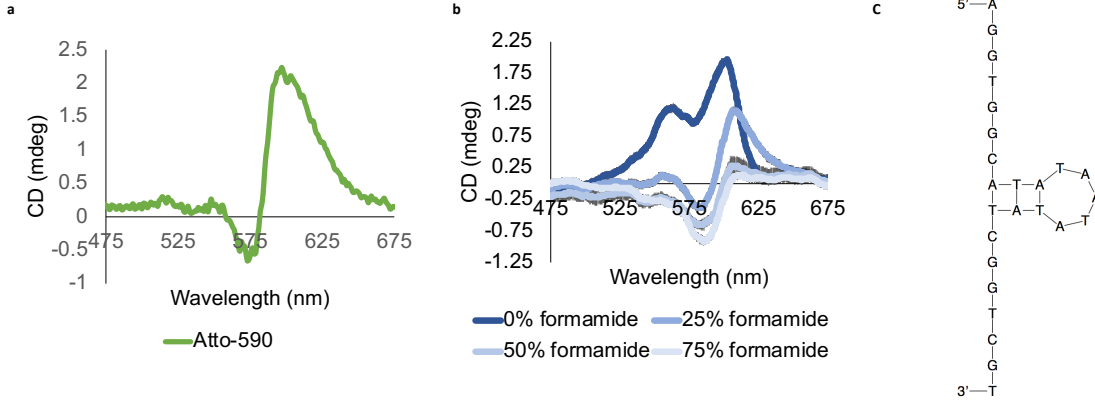 a
CD (mdeg)
2.5
2
1.5
1
0.5
0
-0.5
-1
475
525
575
625
675
Wavelength (nm)
Atto-590
b
CD (mdeg)
2.25
1.75
1.25
0.75
0.25
-0.25
-0.75
-1.25
475
525
575
625
675
Wavelength (nm)
0% formamide
25% formamide
50% formamide
75% formamide
c
5' A
G
G
T
G
G
C
A T A T A
T A T A T
C
G
G
T
C
G
3' T